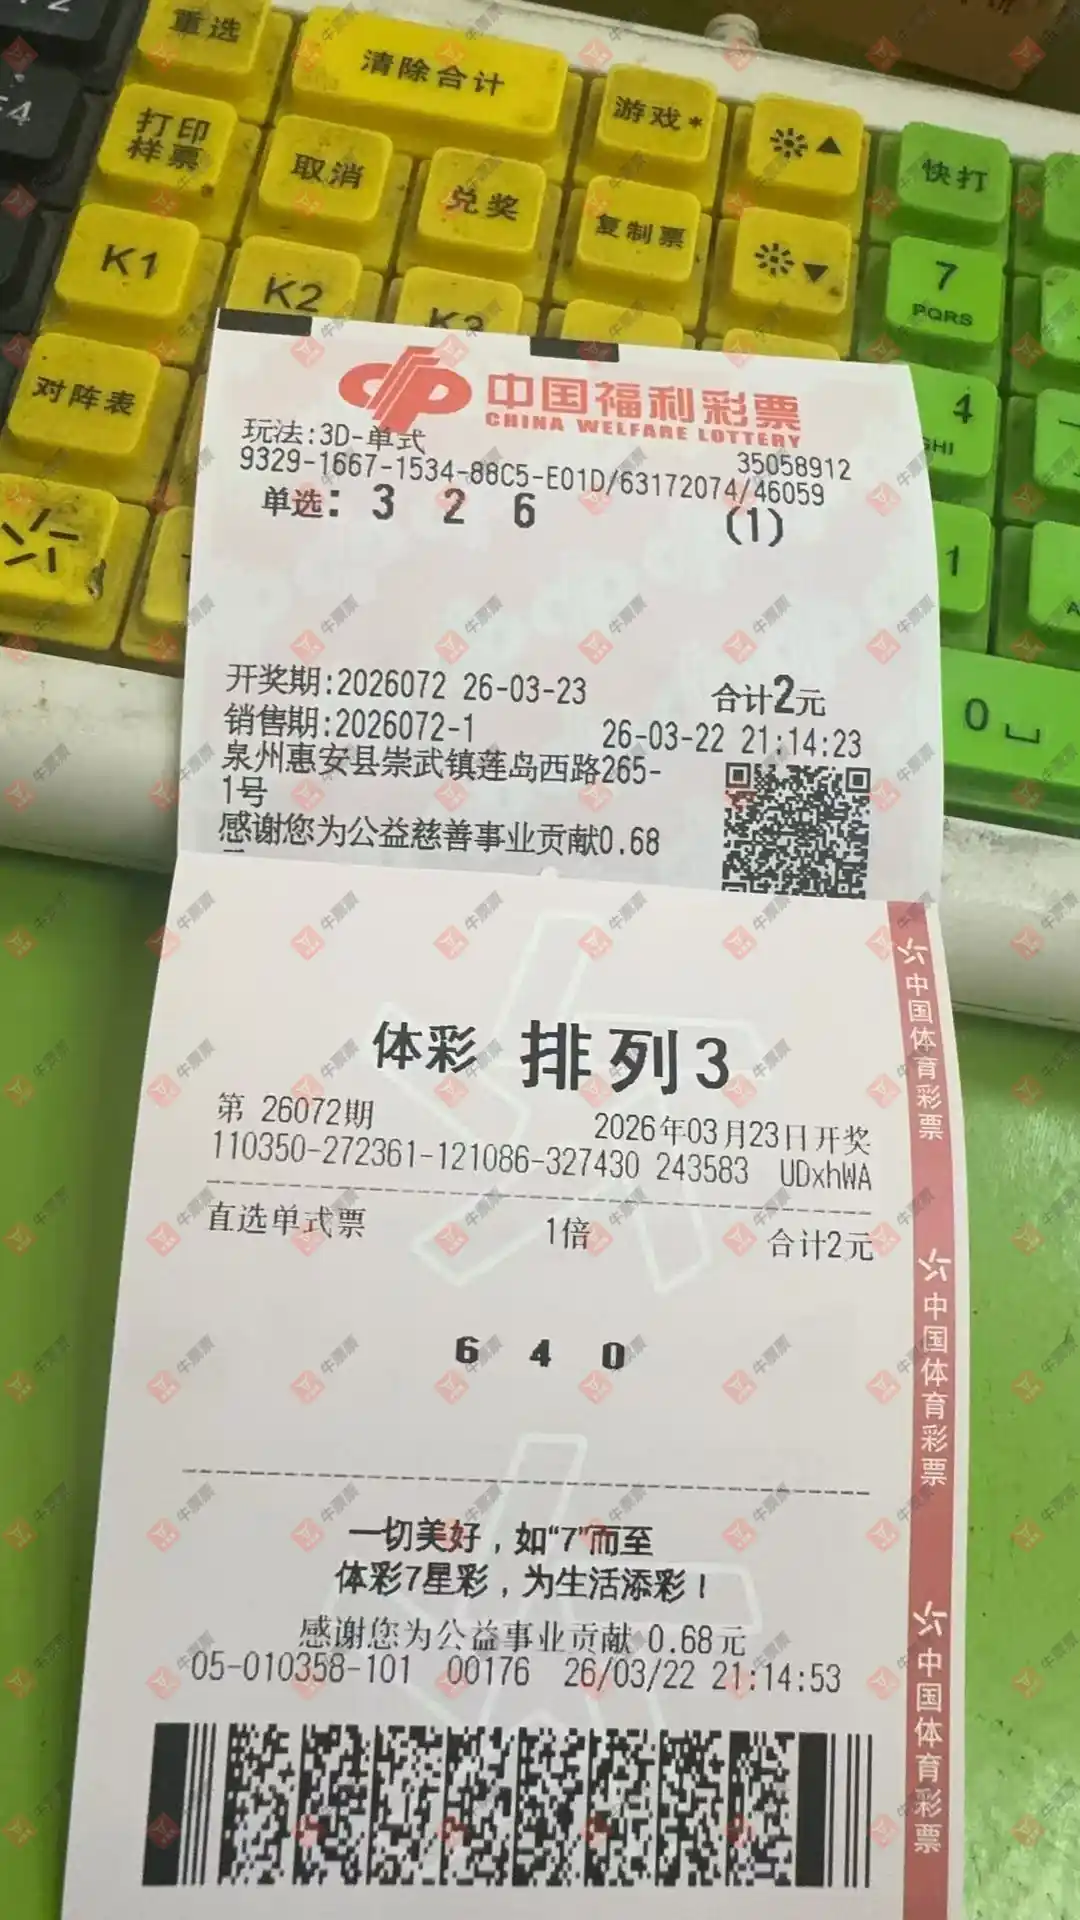 重选
清除合计
游戏*
▲
快打
F4
打印
样票
取消
兑奖
复制票
▼
7
PQRS
K1
K2
K3
对阵表
4
GHI
1
0
中国福利彩票
CHINA WELFARE LOTTERY
玩法:3D-单式
35058912
9329-1667-1534-88C5-E01D/63172074/46059
单选: 3 2 6 (1)
开奖期:2026072 26-03-23 合计2元
销售期:2026072-1 26-03-22 21:14:23
泉州惠安县崇武镇莲岛西路265-
1号
感谢您为公益慈善事业贡献0.68
体彩 排列3
第 26072期 2026年03月23日开奖
110350-272361-121086-327430 243583 UDxhWA
直选单式票 1倍 合计2元
6 4 0
一切美好，如“7”而至
体彩7星彩，为生活添彩！
感谢您为公益事业贡献 0.68元
05-010358-101 00176 26/03/22 21:14:53
中国体育彩票
中国体育彩票
中国体育彩票
牛票票